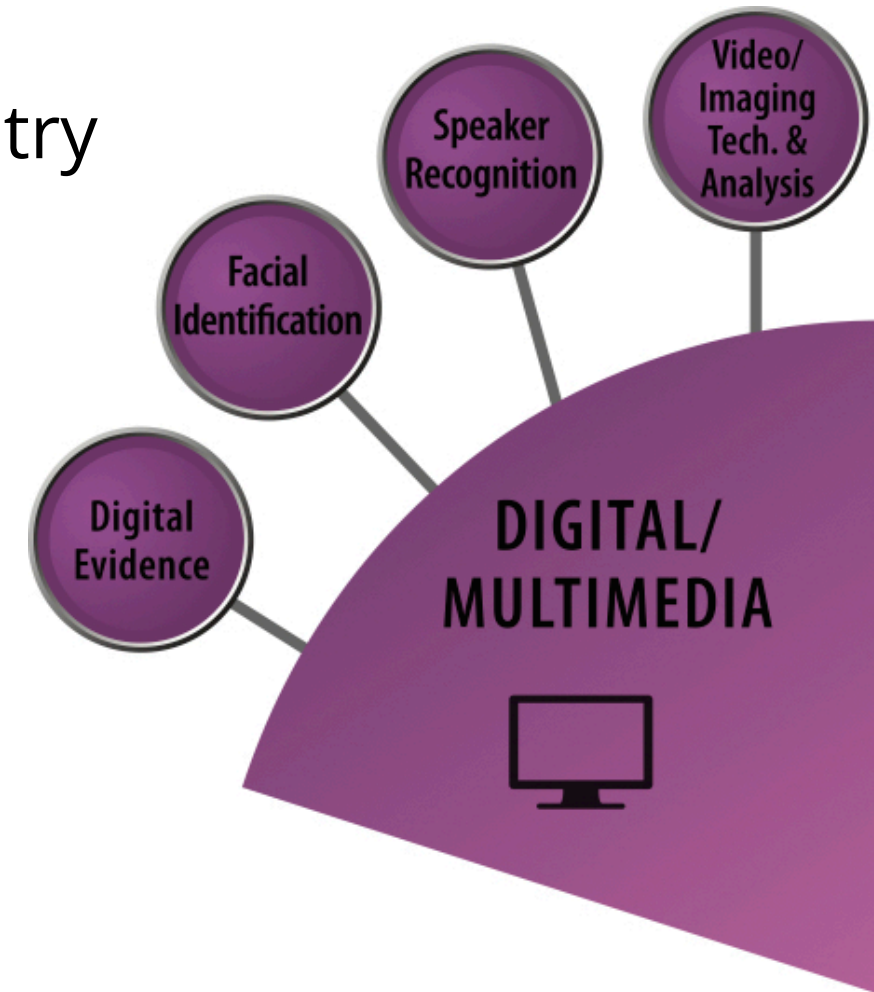 try
Video/
Imaging
Tech. &
Analysis
Speaker
Recognition
Facial
Identification
Digital
Evidence
DIGITAL/
MULTIMEDIA